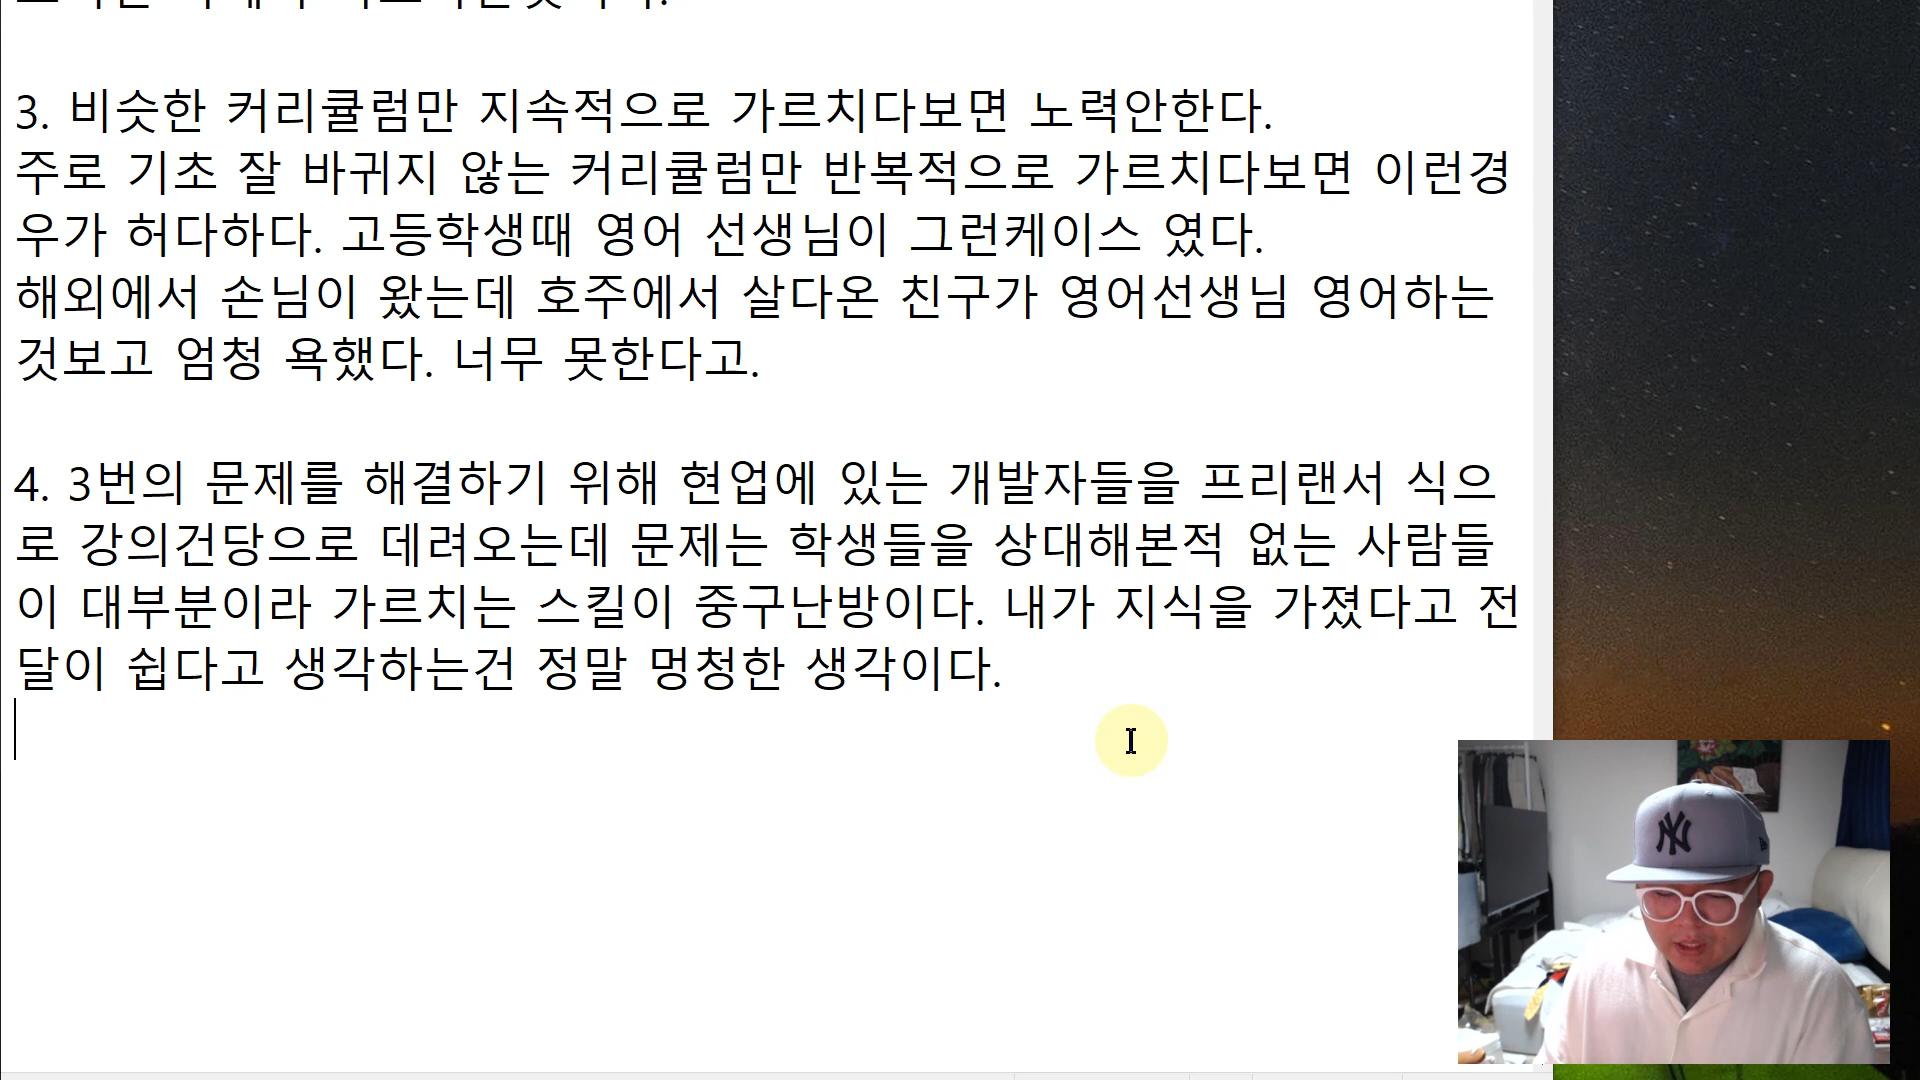 3. 비슷한 커리큘럼만 지속적으로 가르치다보면 노력안한다.
주로 기초 잘 바귀지 않는 커리큘럼만 반복적으로 가르치다보면 이런경
우가 허다하다. 고등학생때 영어 선생님이 그런케이스 였다.
해외에서 손님이 왔는데 호주에서 살다온 친구가 영어선생님 영어하는
것보고 엄청 욕했다. 너무 못한다고.
4. 3번의 문제를 해결하기 위해 현업에 있는 개발자들을 프리랜서 식으
로 강의건당으로 데려오는데 문제는 학생들을 상대해본적 없는 사람들
이 대부분이라 가르치는 스킬이 중구난방이다. 내가 지식을 가졌다고 전
달이 쉽다고 생각하는건 정말 멍청한 생각이다.
NY